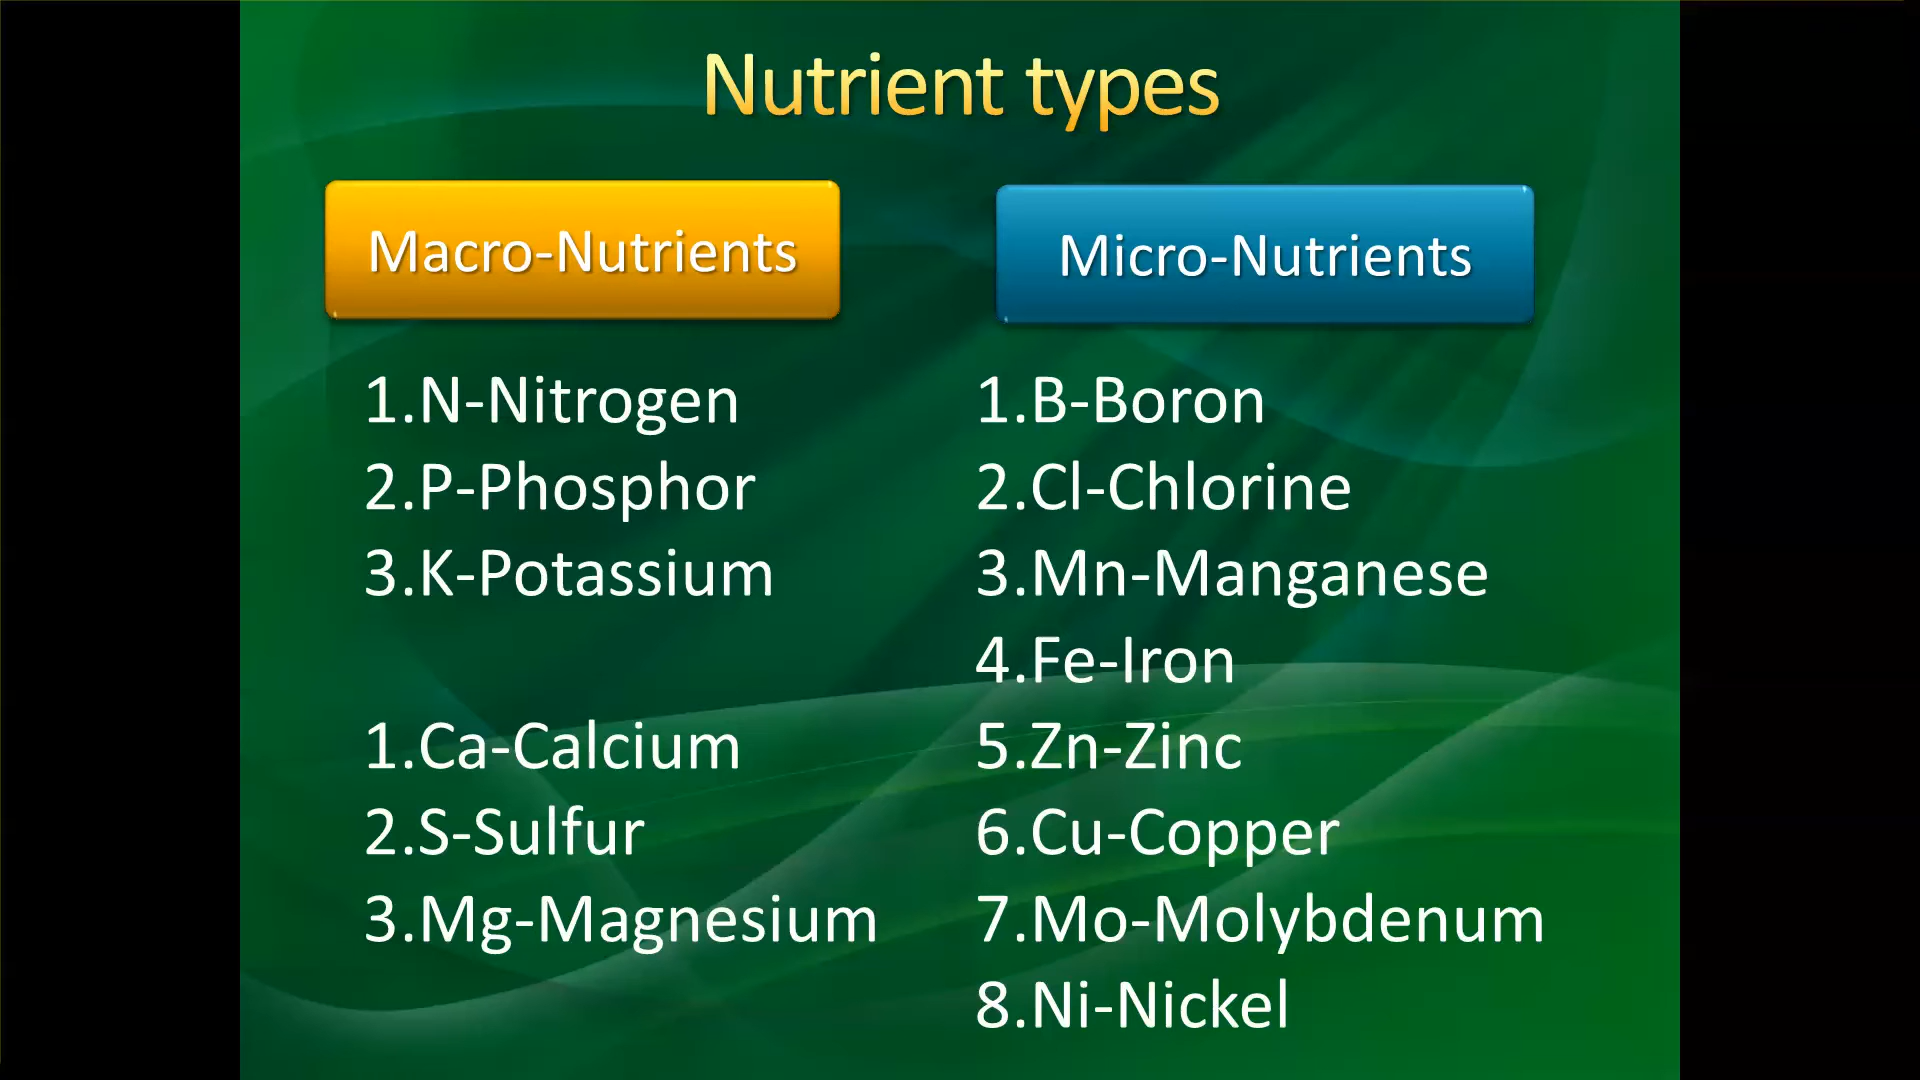 Nutrient types
Macro-Nutrients
1.N-Nitrogen
2.P-Phosphor
3.K-Potassium
1.Ca-Calcium
2.S-Sulfur
3.Mg-Magnesium
Micro-Nutrients
1.B-Boron
2.Cl-Chlorine
3.Mn-Manganese
4.Fe-Iron
5.Zn-Zinc
6.Cu-Copper
7.Mo-Molybdenum
8.Ni-Nickel